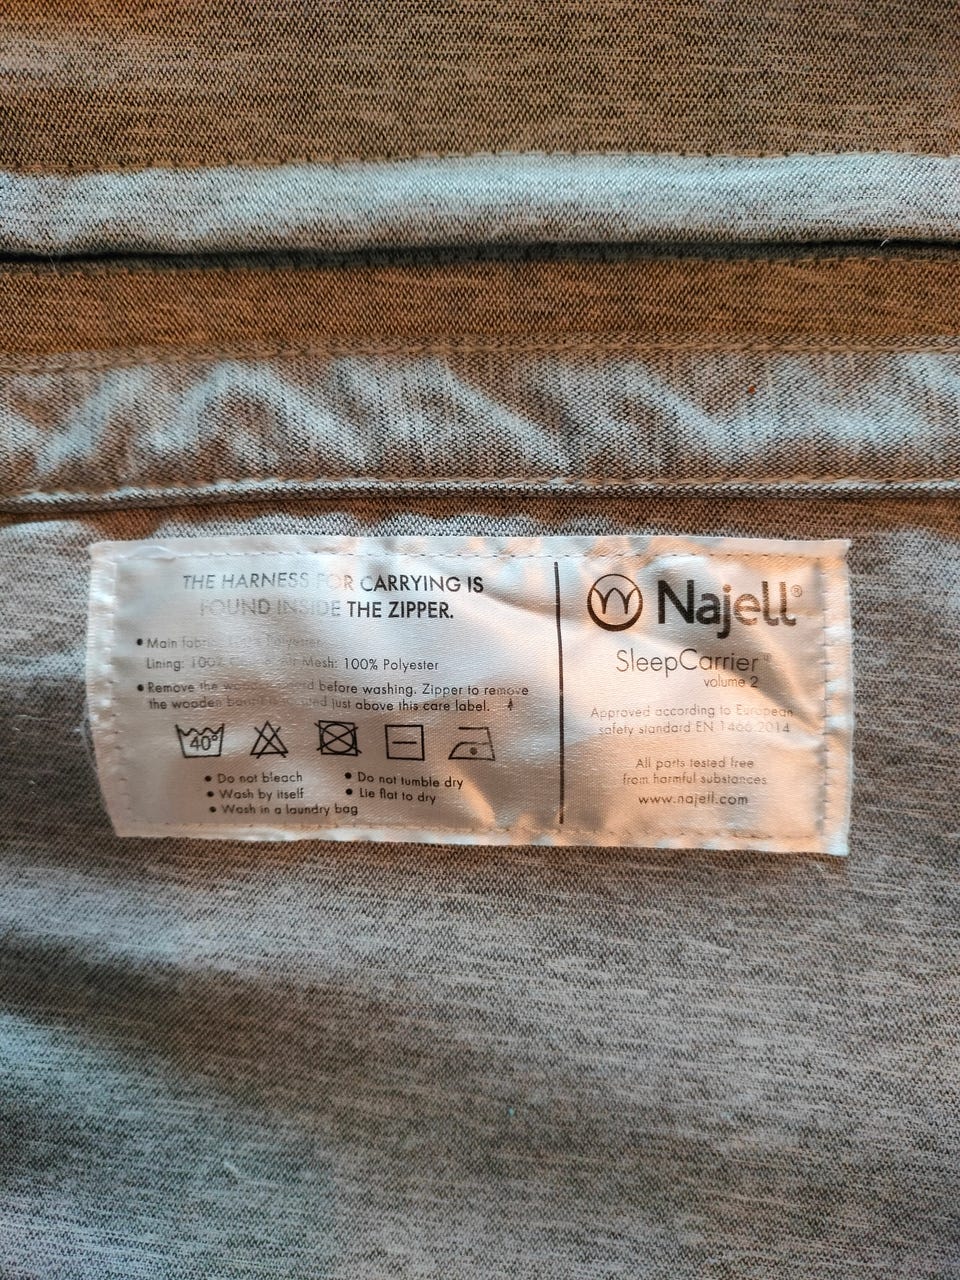 THE HARNESS FOR CARRYING IS
FOUND INSIDE THE ZIPPER.
• Main Polyester
Lining: 100% Mesh: 100% Polyester
• Remove the before washing. Zipper to remove
the wooden just above this care label.
40°
• Do not bleach
• Wash by itself
• Wash in a laundry bag
• Do not tumble dry
• Lie flat to dry
Najell®
SleepCarrier™
volume 2
Approved according to European
safety standard EN 1466:2014
All parts tested free
from harmful substances
www.najell.com